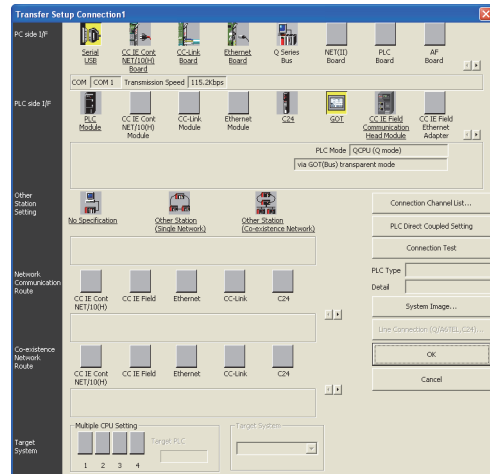 Transfer Setup Connection1
PC side I/F
Serial USB
CC IE Cont NET/10(H) Board
CC-Link Board
Ethernet Board
Q Series Bus
NET(II) Board
PLC Board
AF Board
COM COM 1 Transmission Speed 115.2Kbps
PLC side I/F
PLC Module
CC IE Cont NET/10(H) Module
CC-Link Module
Ethernet Module
C24
GOT
CC IE Field Communication Head Module
CC IE Field Ethernet Adapter
PLC Mode QCPU (Q mode)
via GOT(Bus) transparent mode
Other Station Setting
No Specification
Other Station (Single Network)
Other Station (Co-existence Network)
Connection Channel List...
PLC Direct Coupled Setting
Connection Test
PLC Type
Detail
System Image...
Line Connection (Q/A6TEL,C24)...
OK
Cancel
Network Communication Route
CC IE Cont NET/10(H)
CC IE Field
Ethernet
CC-Link
C24
Co-existence Network Route
CC IE Cont NET/10(H)
CC IE Field
Ethernet
CC-Link
C24
Target System
Multiple CPU Setting
1 2 3 4
Target PLC
Target System